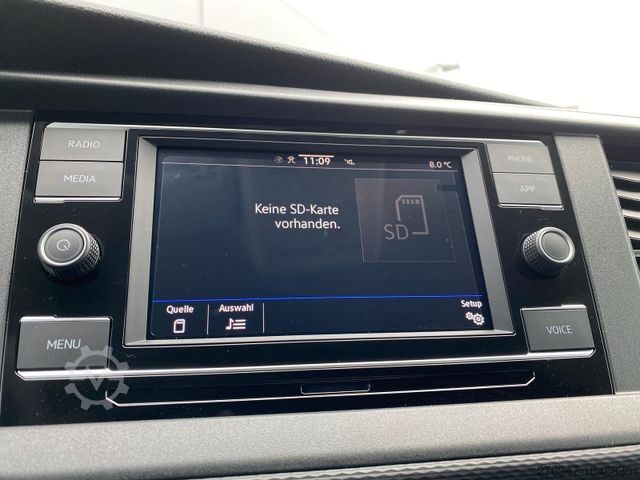 RADIO
MEDIA
MENU
11:09
8.0 °C
Keine SD-Karte
vorhanden.
SD
Quelle
Auswahl
Setup
PHONE
APP
VOICE